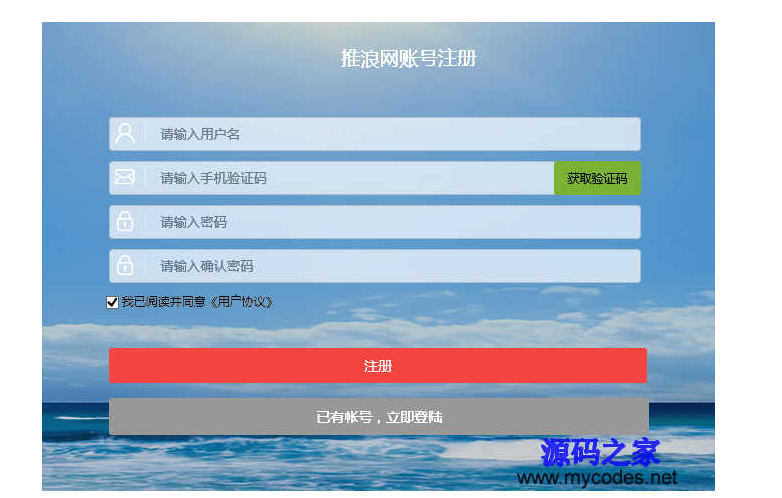 推浪网账号注册
请输入用户名
请输入手机验证码 获取验证码
请输入密码
请输入确认密码
我已阅读并同意《用户协议》
注册
已有帐号，立即登陆
源码之家
www.mycodes.net